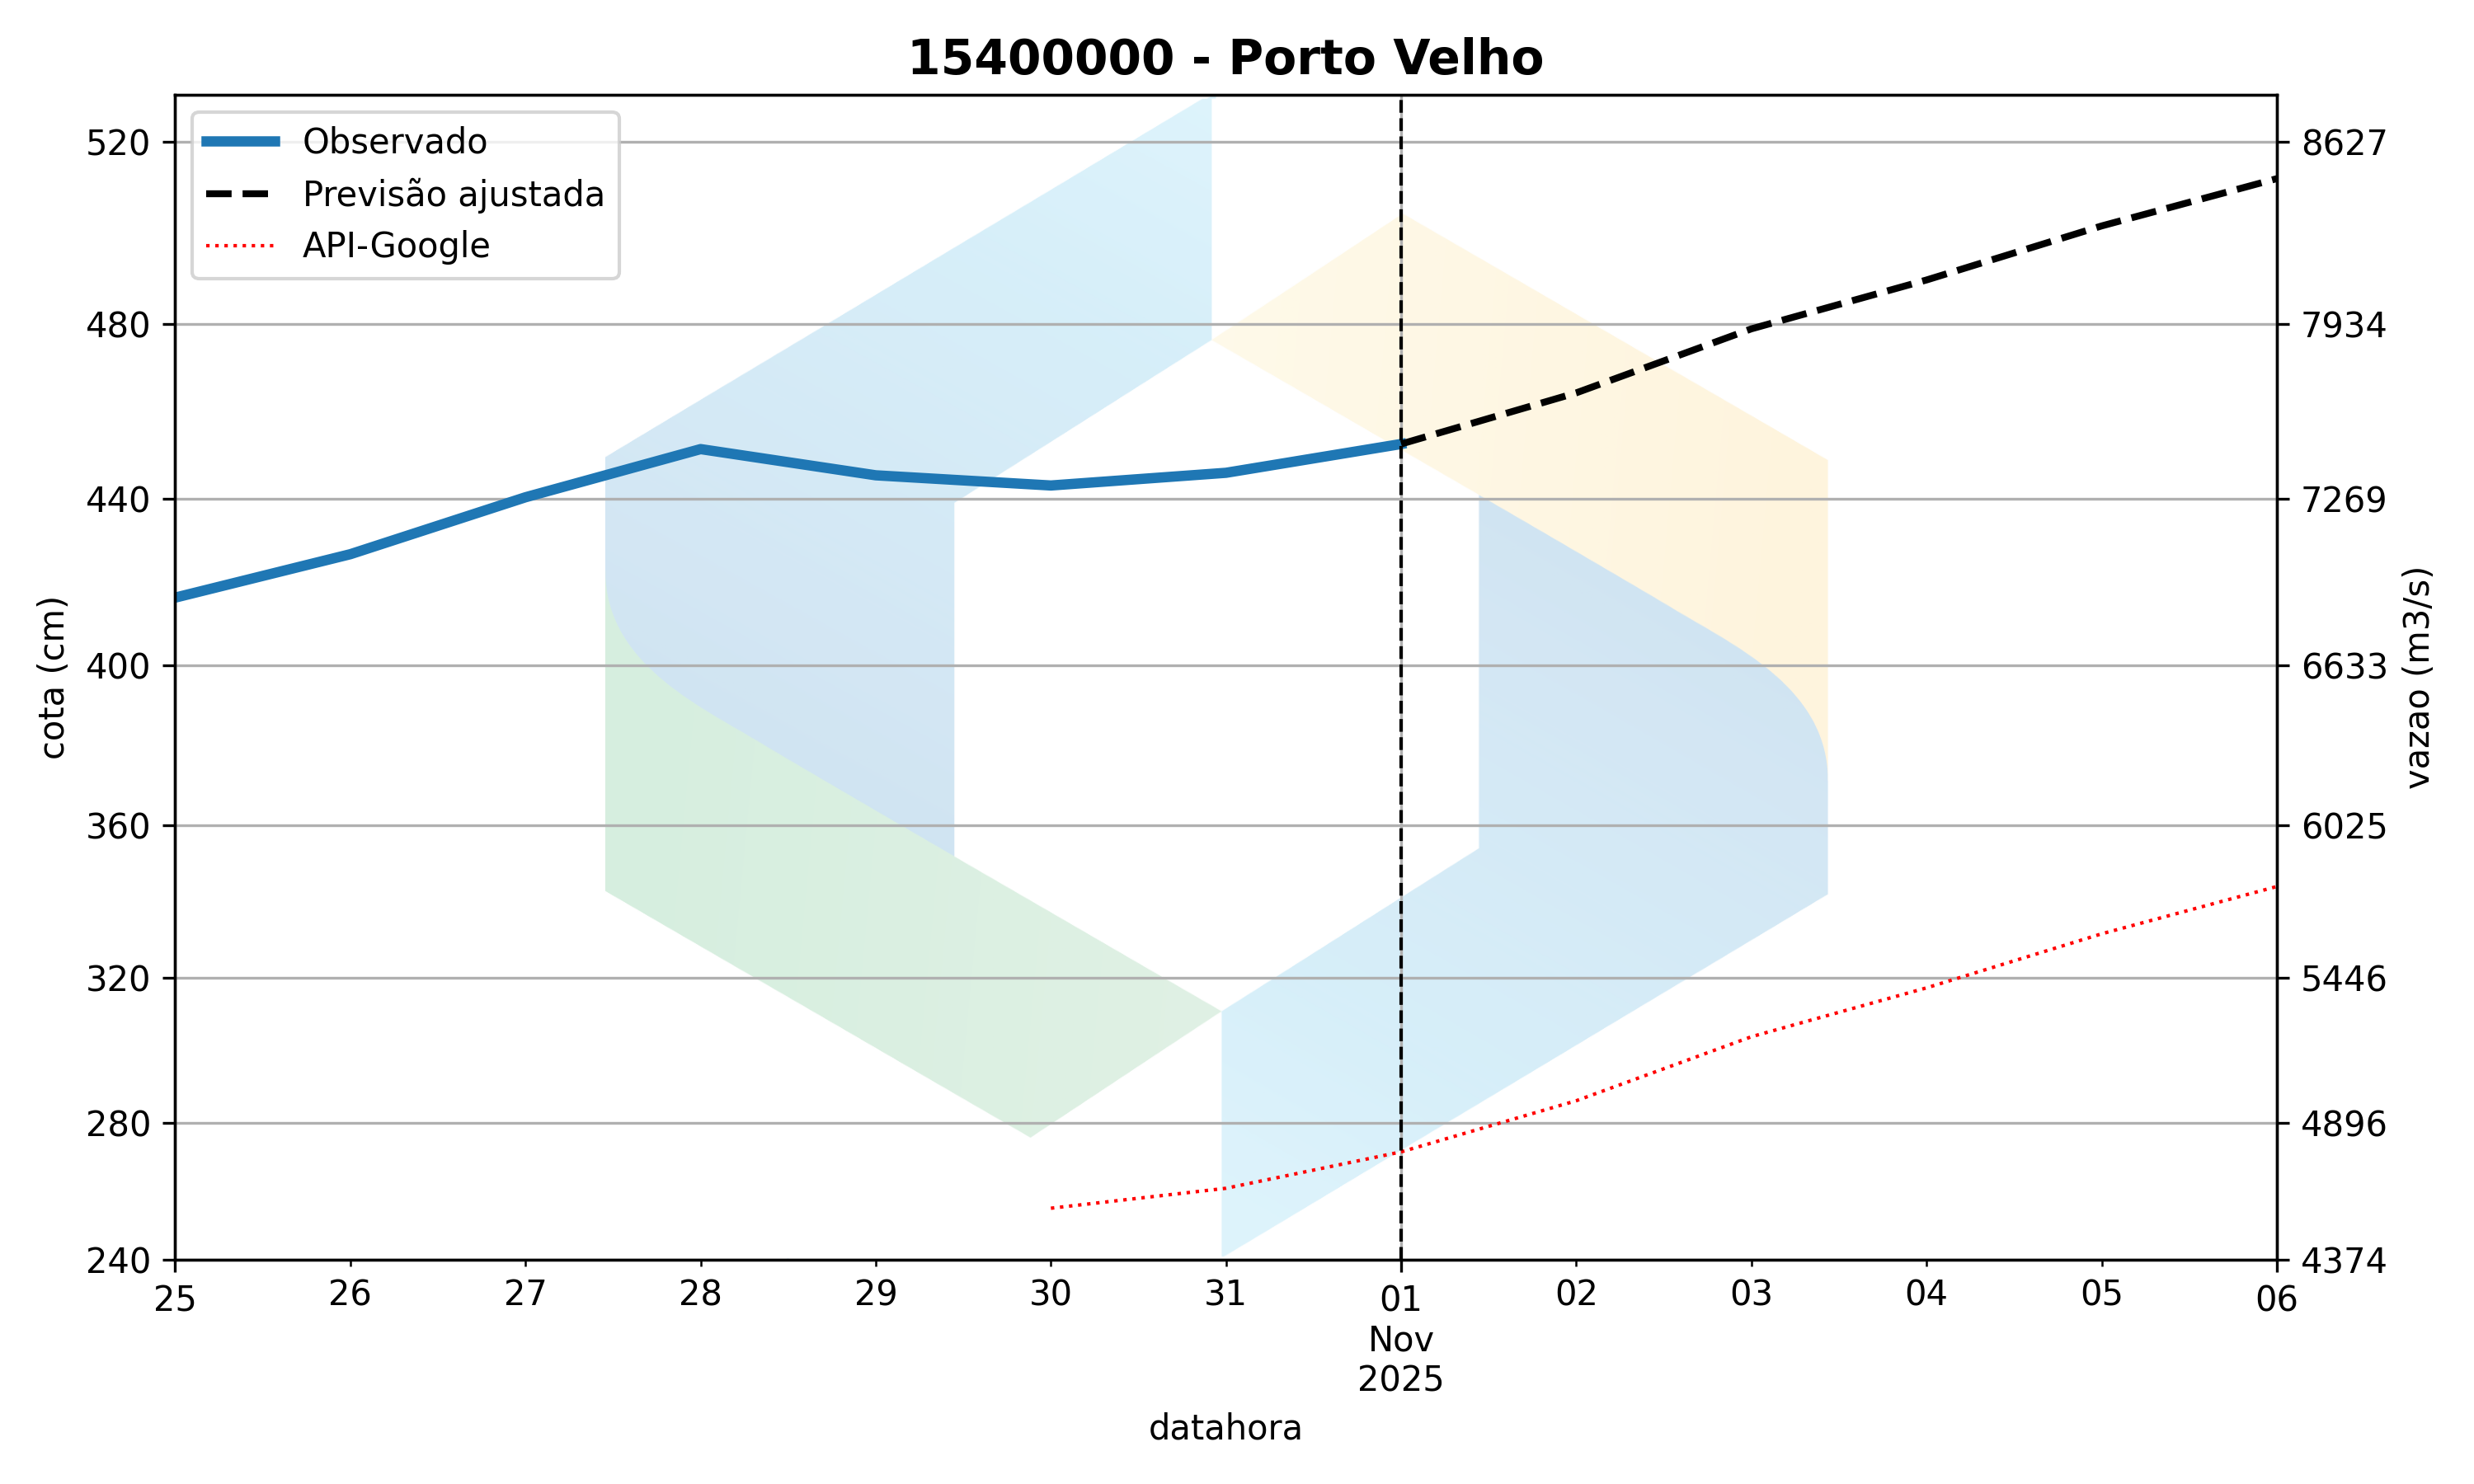 15400000 - Porto Velho
Observado
Previsão ajustada
API-Google
520
480
440
400
360
320
280
240
cota (cm)
8627
7934
7269
6633
6025
5446
4896
4374
vazao (m3/s)
25 26 27 28 29 30 31 01 02 03 04 05 06
Nov
2025
datahora